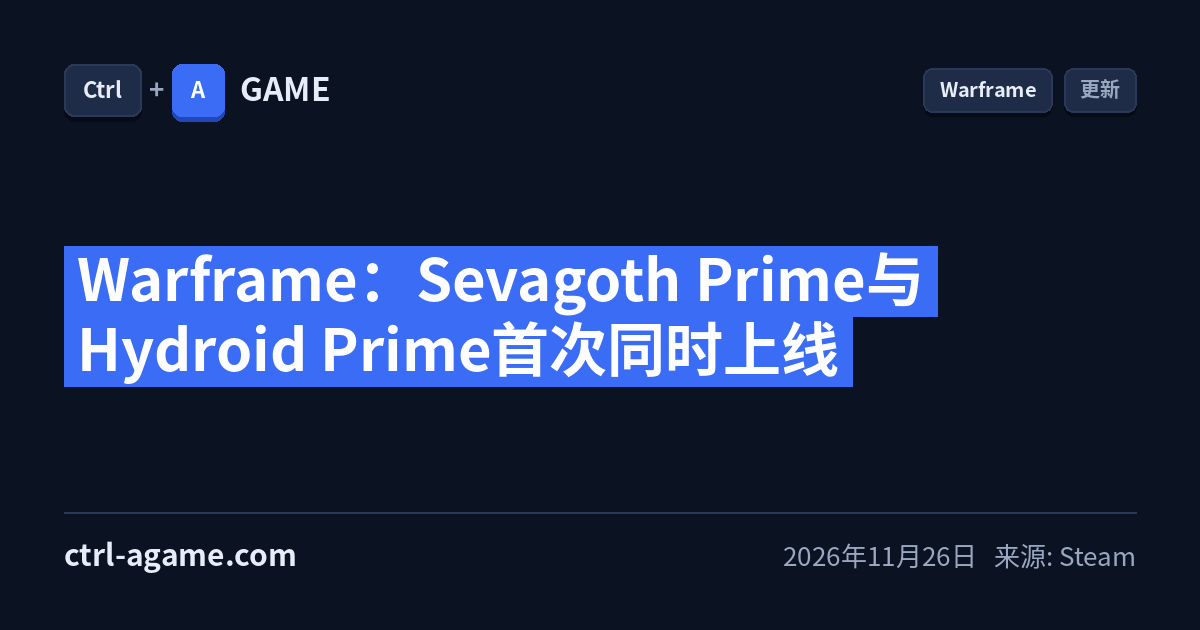 Ctrl + A GAME
Warframe 更新
Warframe：Sevagoth Prime与
Hydroid Prime首次同时上线
ctrl-agame.com
2026年11月26日 来源: Steam